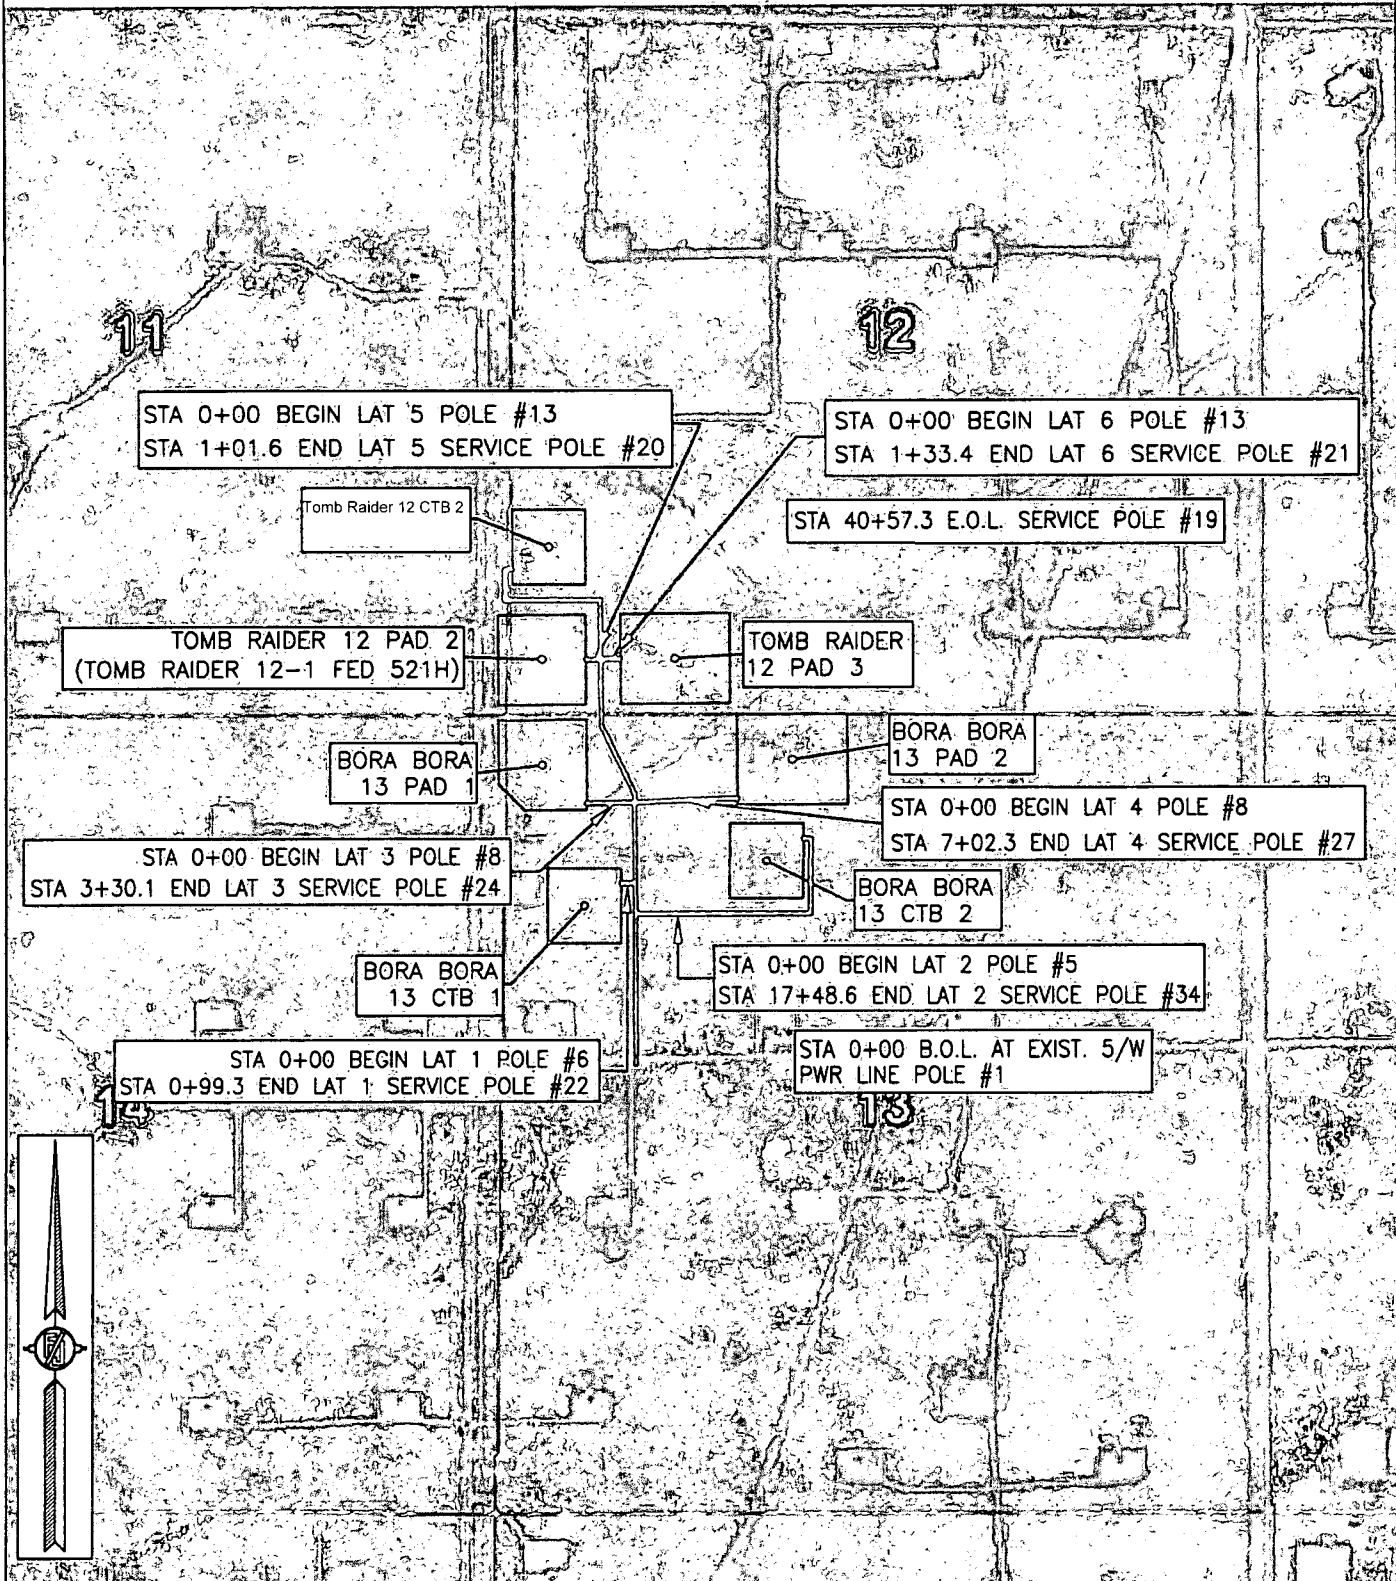 11
12
STA 0+00 BEGIN LAT 5 POLE #13
STA 1+01.6 END LAT 5 SERVICE POLE #20
STA 0+00 BEGIN LAT 6 POLE #13
STA 1+33.4 END LAT 6 SERVICE POLE #21
Tomb Raider 12 CTB 2
STA 40+57.3 E.O.L. SERVICE POLE #19
TOMB RAIDER 12 PAD 2
(TOMB RAIDER 12-1 FED 521H)
TOMB RAIDER
12 PAD 3
BORA BORA
13 PAD 1
BORA BORA
13 PAD 2
STA 0+00 BEGIN LAT 4 POLE #8
STA 7+02.3 END LAT 4 SERVICE POLE #27
STA 0+00 BEGIN LAT 3 POLE #8
STA 3+30.1 END LAT 3 SERVICE POLE #24
BORA BORA
13 CTB 2
BORA BORA
13 CTB 1
STA 0+00 BEGIN LAT 2 POLE #5
STA 17+48.6 END LAT 2 SERVICE POLE #34
STA 0+00 BEGIN LAT 1 POLE #6
STA 0+99.3 END LAT 1 SERVICE POLE #22
STA 0+00 B.O.L. AT EXIST. 5/W
PWR LINE POLE #1
14
13